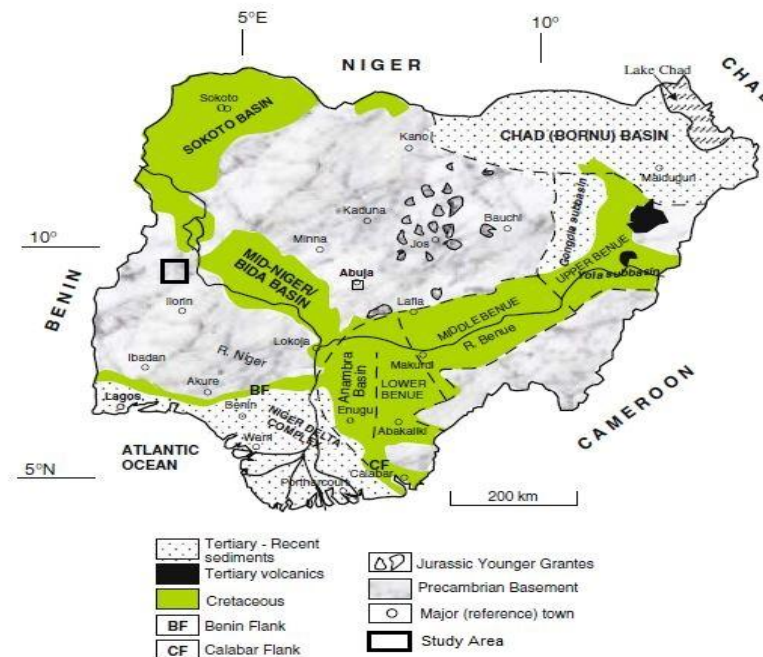 5°E
10°
NIGER
Lake Chad
CHAD
Sokoto
SOKOTO BASIN
Kano
CHAD (BORNU) BASIN
Maiduguri
Kaduna
Bauchi
Gongola subbasin
10°
Minna
Jos
MID-NIGER/
BIDA BASIN
Abuja
UPPER BENUE
Yola subbasin
BENIN
Ilorin
Lafia
MIDDLE BENUE
R. Benue
Lokoja
Ibadan
R. Niger
Makurdi
Anambra
Basin
LOWER
BENUE
CAMEROON
Akure
BF
Lagos
Benin
Enugu
NIGER DELTA
COMPLEX
Abakaliki
Warri
ATLANTIC
OCEAN
CF
Calabar
5°N
Portharcourt
200 km
Tertiary - Recent
sediments
Tertiary volcanics
Cretaceous
BF Benin Flank
CF Calabar Flank
Jurassic Younger Grantes
Precambrian Basement
Major (reference) town
Study Area